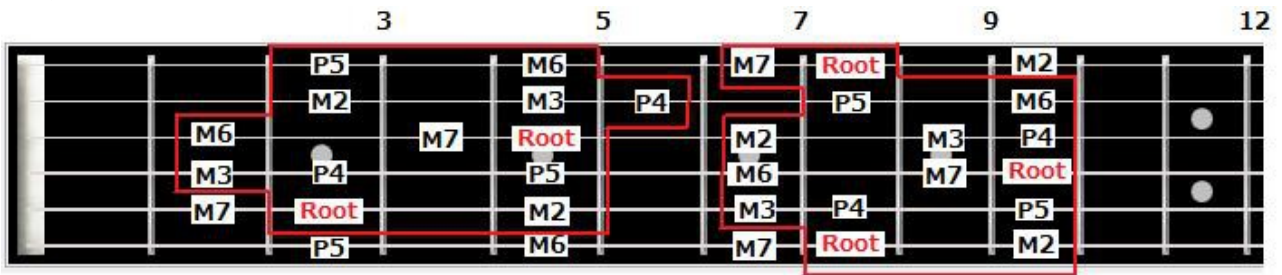 3 5 7 9 12
P5 M6 M7 Root M2
M2 M3 P4 P5 M6
M6 M7 Root M2 M3 P4
M3 P4 P5 M6 M7 Root
M7 Root M2 M3 P4 P5
P5 M6 M7 Root M2